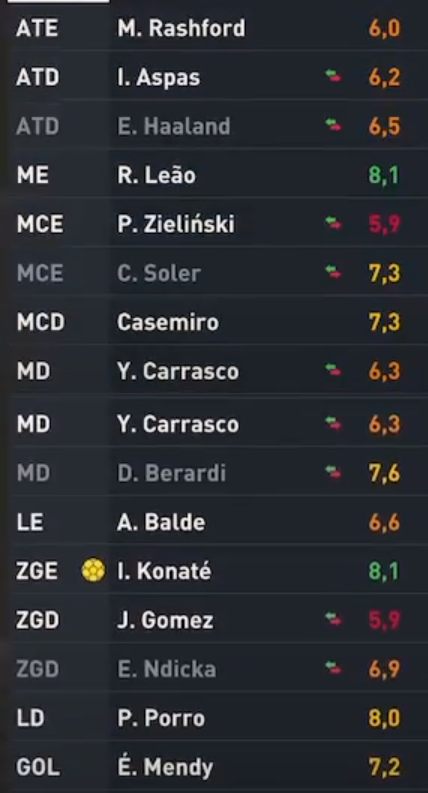 ATE M. Rashford 6,0
ATD I. Aspas 6,2
ATD E. Haaland 6,5
ME R. Leão 8,1
MCE P. Zieliński 5,9
MCE C. Soler 7,3
MCD Casemiro 7,3
MD Y. Carrasco 6,3
MD Y. Carrasco 6,3
MD D. Berardi 7,6
LE A. Balde 6,6
ZGE I. Konaté 8,1
ZGD J. Gomez 5,9
ZGD E. Ndicka 6,9
LD P. Porro 8,0
GOL É. Mendy 7,2